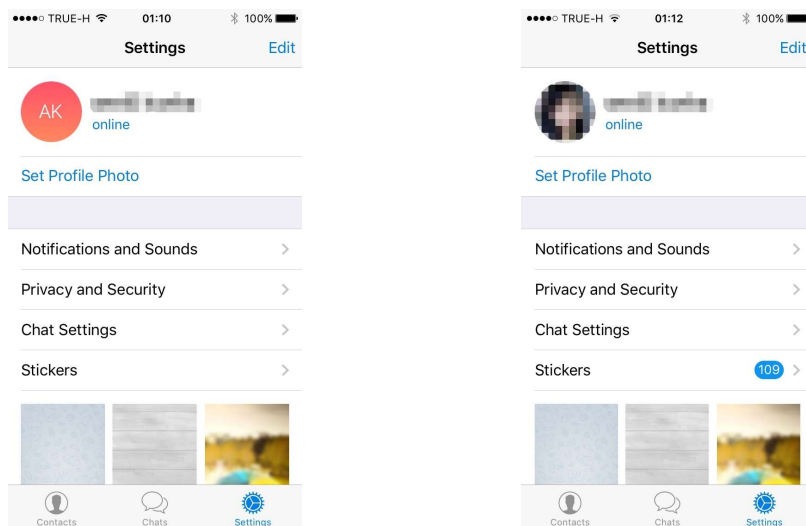 TRUE-H 01:10 100%
Settings Edit
AK
online
Set Profile Photo
Notifications and Sounds
Privacy and Security
Chat Settings
Stickers
Contacts Chats Settings
TRUE-H 01:12 100%
Settings Edit
online
Set Profile Photo
Notifications and Sounds
Privacy and Security
Chat Settings
Stickers 109
Contacts Chats Settings